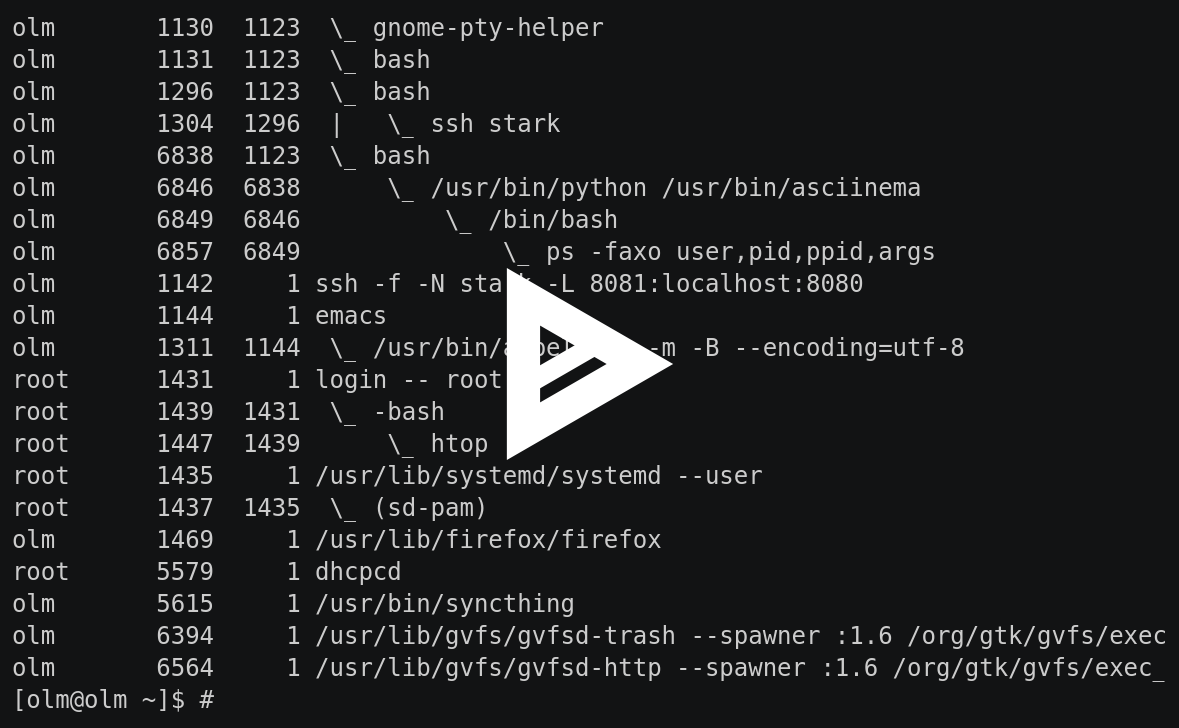 olm       1130  1123  \_ gnome-pty-helper
olm       1131  1123  \_ bash
olm       1296  1123  \_ bash
olm       1304  1296  |   \_ ssh stark
olm       6838  1123  \_ bash
olm       6846  6838      \_ /usr/bin/python /usr/bin/asciinema
olm       6849  6846          \_ /bin/bash
olm       6857  6849              \_ ps -faxo user,pid,ppid,args
olm       1142     1 ssh -f -N stark -L 8081:localhost:8080
olm       1144     1 emacs
olm       1311  1144  \_ -m -B --encoding=utf-8
root      1431     1 login -- root
root      1439  1431  \_ -bash
root      1447  1439      \_ htop
root      1435     1 /usr/lib/systemd/systemd --user
root      1437  1435  \_ (sd-pam)
olm       1469     1 /usr/lib/firefox/firefox
root      5579     1 dhcpcd
olm       5615     1 /usr/bin/syncthing
olm       6394     1 /usr/lib/gvfs/gvfsd-trash --spawner :1.6 /org/gtk/gvfs/exec
olm       6564     1 /usr/lib/gvfs/gvfsd-http --spawner :1.6 /org/gtk/gvfs/exec_
[olm@olm ~]$ #